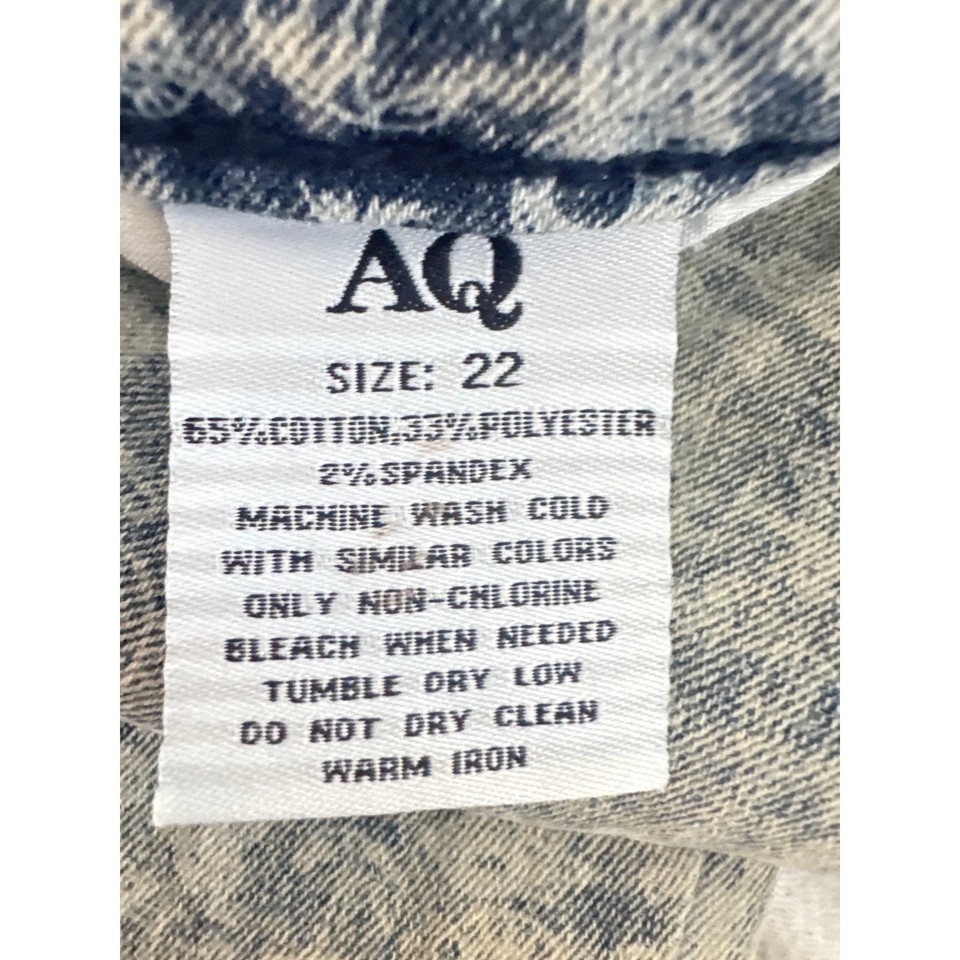 AQ
SIZE: 22
65%COTTON,33%POLYESTER
2%SPANDEX
MACHINE WASH COLD
WITH SIMILAR COLORS
ONLY NON-CHLORINE
BLEACH WHEN NEEDED
TUMBLE DRY LOW
DO NOT DRY CLEAN
WARM IRON